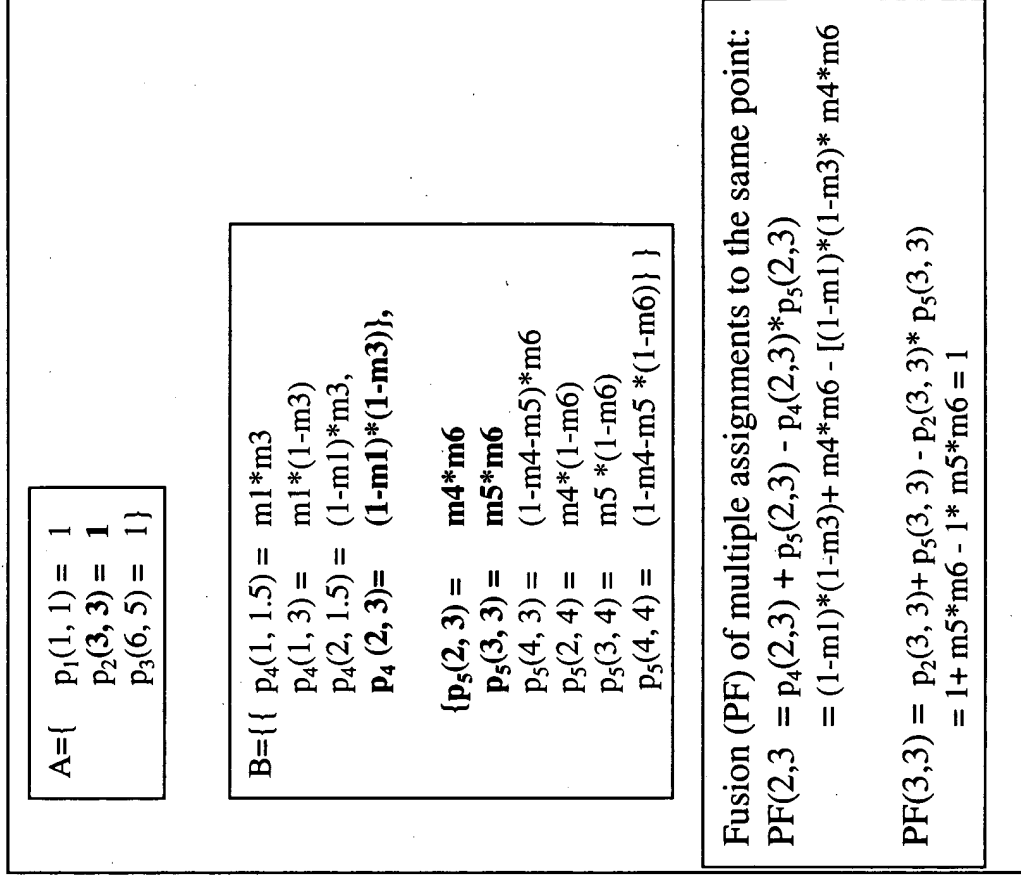 A={ p₁(1, 1) = 1
p₂(3, 3) = 1
p₃(6, 5) = 1}
B={{ p₄(1, 1.5) = m1*m3
p₄(1, 3) = m1*(1-m3)
p₄(2, 1.5) = (1-m1)*m3,
p₄ (2, 3)= (1-m1)*(1-m3)},
{p₅(2, 3) = m4*m6
p₅(3, 3) = m5*m6
p₅(4, 3) = (1-m4-m5)*m6
p₅(2, 4) = m4*(1-m6)
p₅(3, 4) = m5 *(1-m6)
p₅(4, 4) = (1-m4-m5 *(1-m6)} }
Fusion (PF) of multiple assignments to the same point:
PF(2,3 = p₄(2,3) + p₅(2,3) - p₄(2,3)*p₅(2,3)
= (1-m1)*(1-m3)+ m4*m6 - [(1-m1)*(1-m3)* m4*m6
PF(3,3) = p₂(3, 3)+ p₅(3, 3) - p₂(3, 3)* p₅(3, 3)
= 1+ m5*m6 - 1* m5*m6 = 1